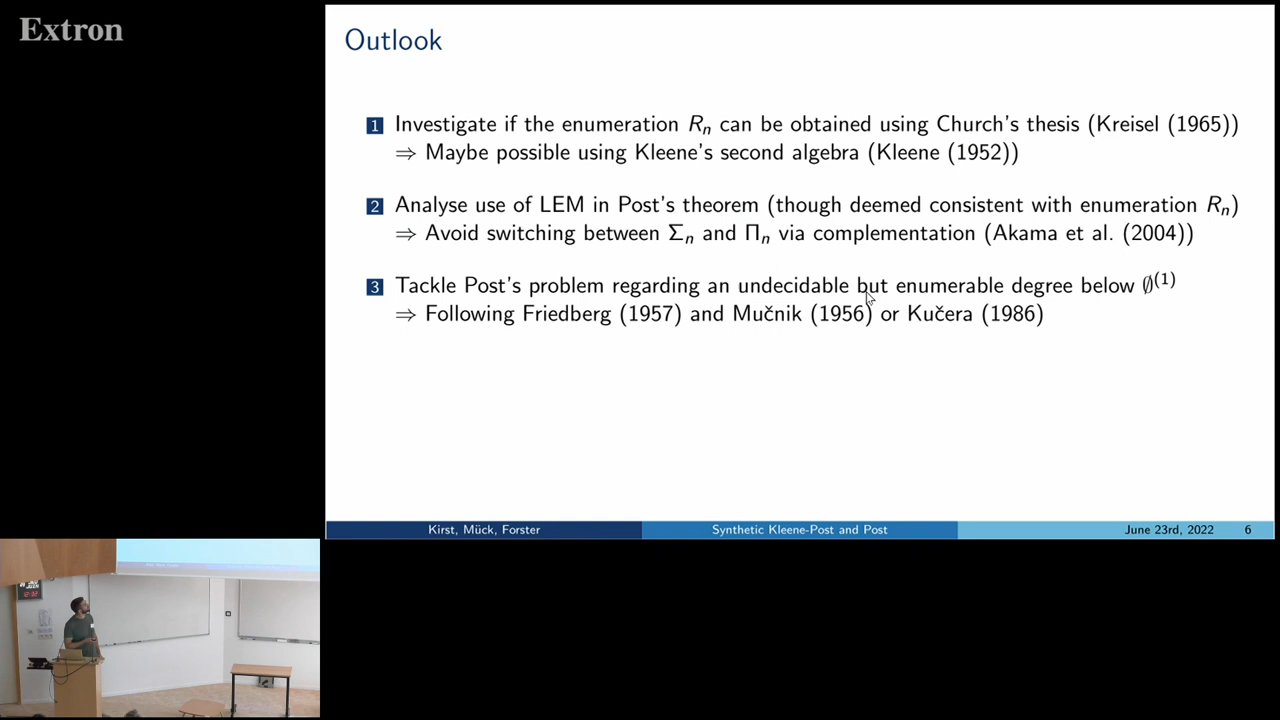 Extron
Outlook
1 Investigate if the enumeration Rₙ can be obtained using Church's thesis (Kreisel (1965))
⇒ Maybe possible using Kleene's second algebra (Kleene (1952))
2 Analyse use of LEM in Post's theorem (though deemed consistent with enumeration Rₙ)
⇒ Avoid switching between Σₙ and Πₙ via complementation (Akama et al. (2004))
3 Tackle Post's problem regarding an undecidable but enumerable degree below ∅⁽¹⁾
⇒ Following Friedberg (1957) and Mučnik (1956) or Kučera (1986)
Kirst, Mück, Forster Synthetic Kleene-Post and Post June 23rd, 2022 6